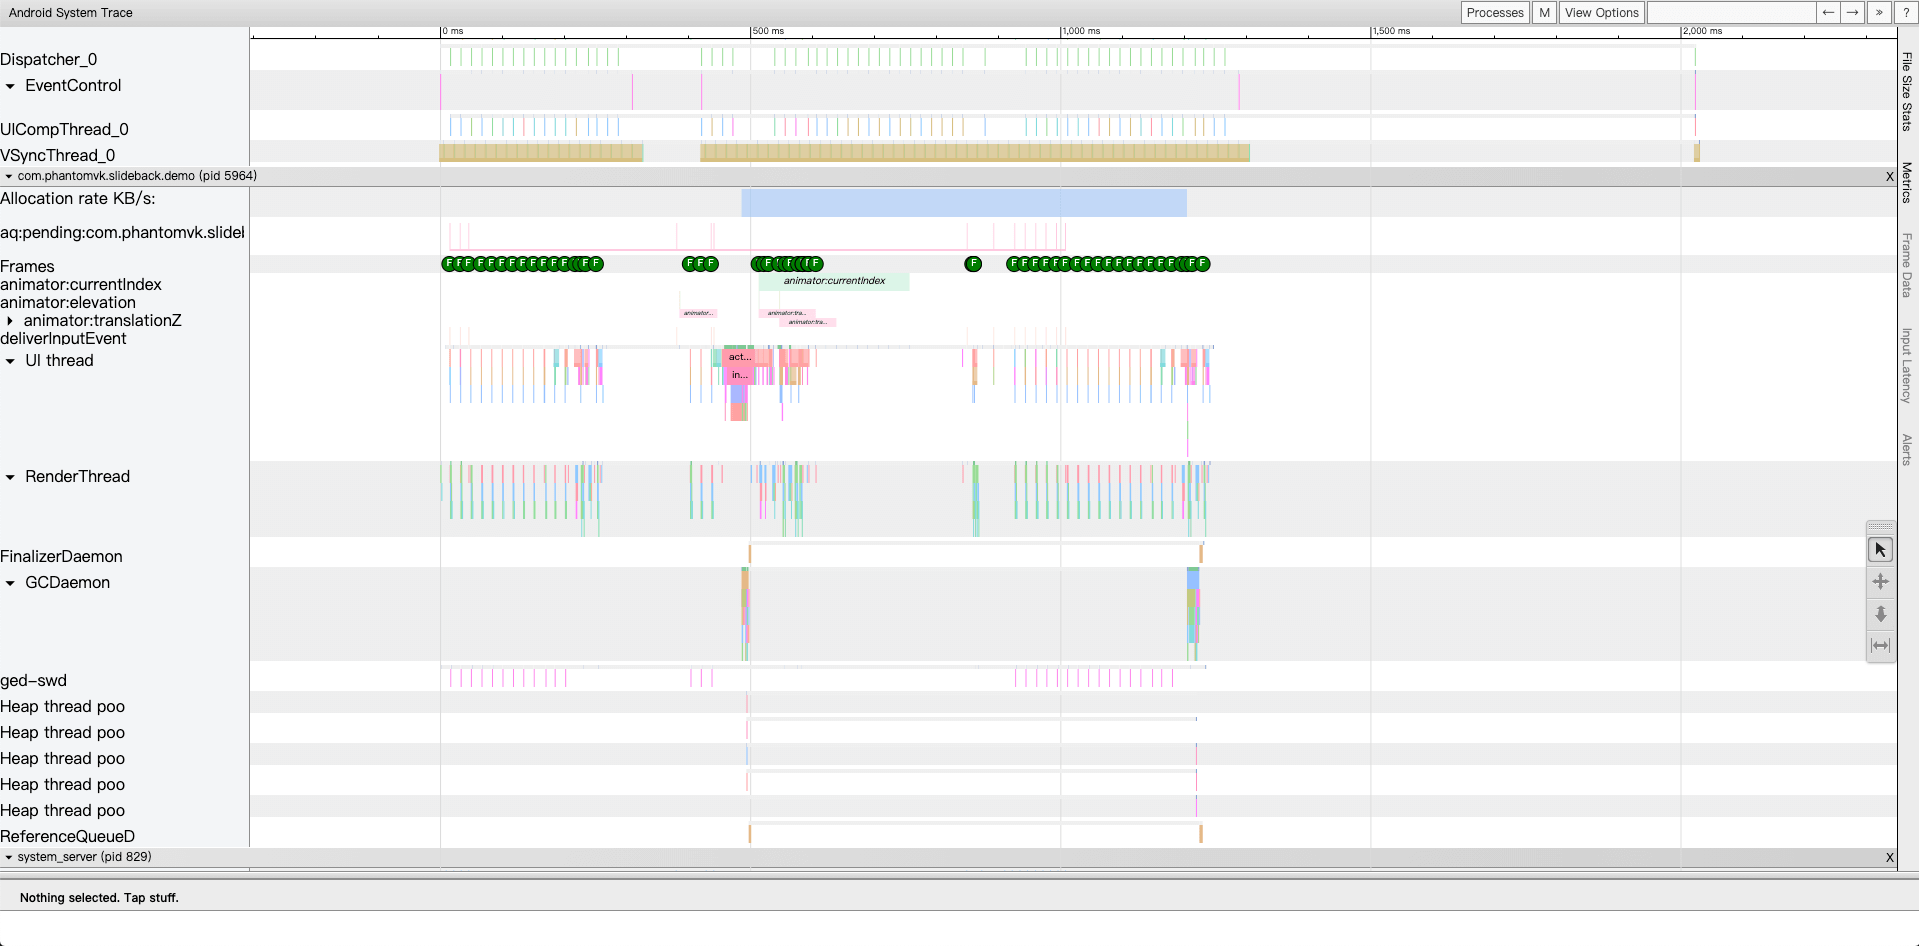 Android System Trace
Processes M View Options ← → » ?
0 ms 500 ms 1,000 ms 1,500 ms 2,000 ms
Dispatcher_0
EventControl
UICompThread_0
VSyncThread_0
com.phantomvk.slideback.demo (pid 5964) X
Allocation rate KB/s:
aq:pending:com.phantomvk.slidel
Frames F F F F F F F F F F F F F F F F F F F F F F F F F F F F F F F F F F F F F F F F F
animator:currentIndex animator:currentIndex
animator:elevation
animator... animator:tra...
animator:translationZ animator:tra...
deliverInputEvent
UI thread act...
in...
RenderThread
FinalizerDaemon
GCDaemon
ged-swd
Heap thread poo
Heap thread poo
Heap thread poo
Heap thread poo
Heap thread poo
ReferenceQueueD
system_server (pid 829) X
Nothing selected. Tap stuff.
File Size Stats
Metrics
Frame Data
Input Latency
Alerts